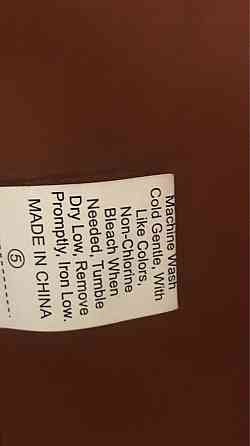 Machine Wash
Cold Gentle, With
Like Colors,
Non-Chlorine
Bleach When
Needed, Tumble
Dry Low, Remove
Promptly, Iron Low.
MADE IN CHINA
5